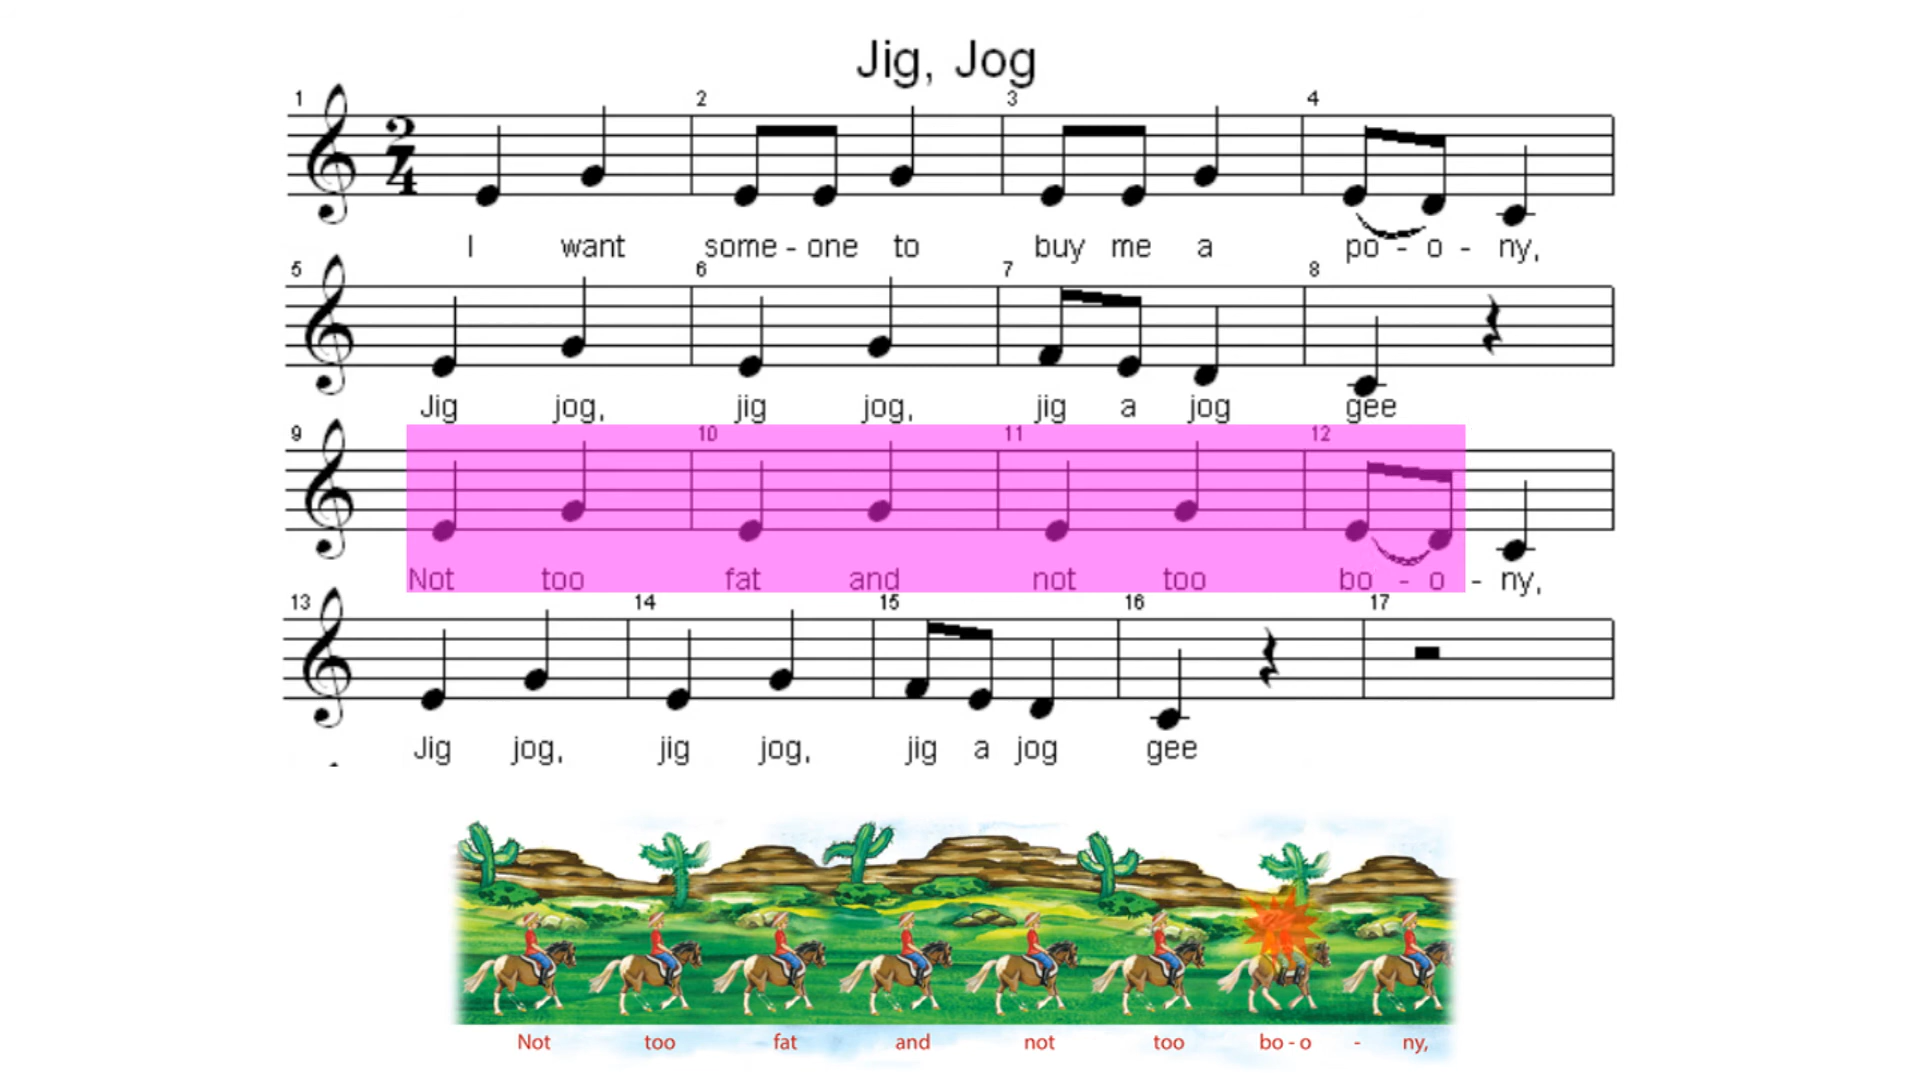 Jig, Jog
1 2 3 4
2
4
I want some - one to buy me a po - o - ny,
5 6 7 8
Jig jog, jig jog, jig a jog gee
9 10 11 12
Not too fat and not too bo - o - ny,
13 14 15 16 17
Jig jog, jig jog, jig a jog gee
Not too fat and not too bo - o - ny,